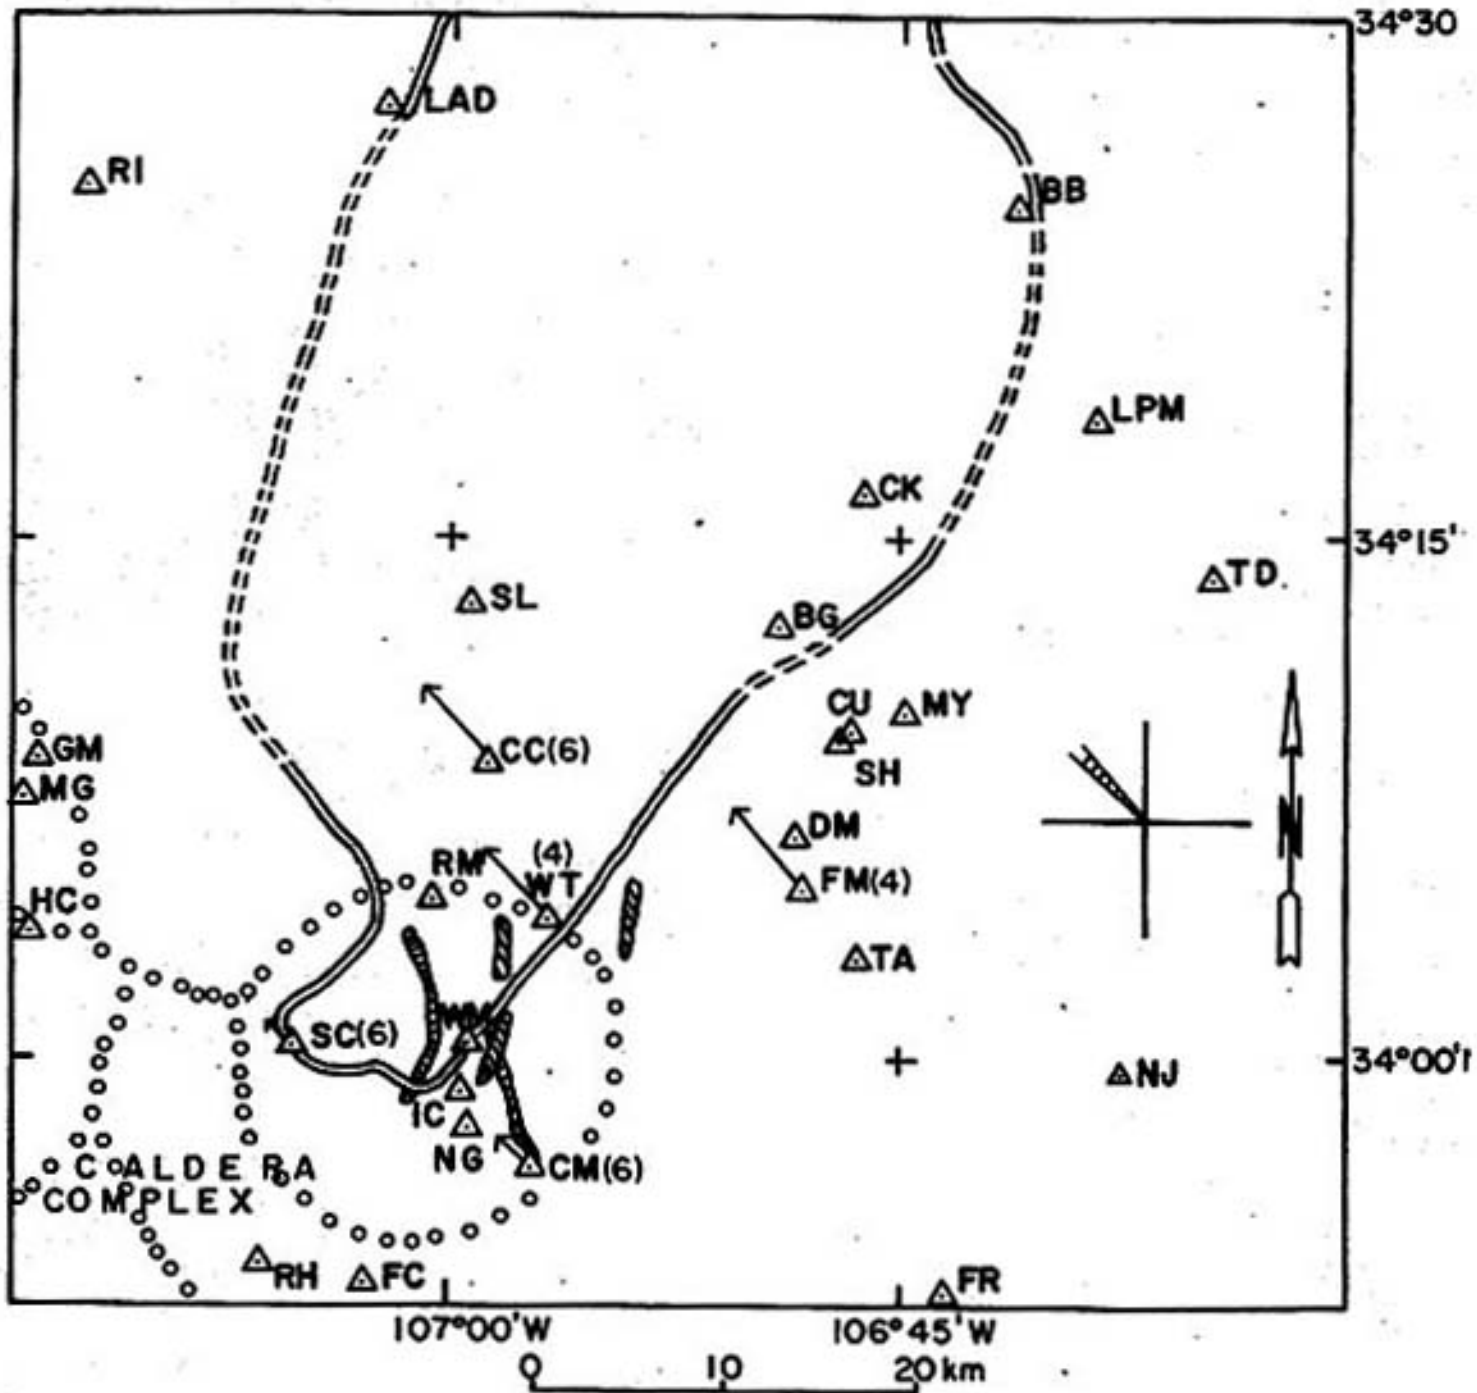 34°30
LAD
RI
BB
LPM
CK
34°15'
SL
TD
BG
CU
MY
GM
CC(6)
SH
MG
DM
RM
(4)
WT
FM(4)
HC
N
TA
WM
SC(6)
34°00'
NJ
IC
NG
CM(6)
CALDERA
COMPLEX
RH
FC
FR
107°00'W
106°45'W
0
10
20km